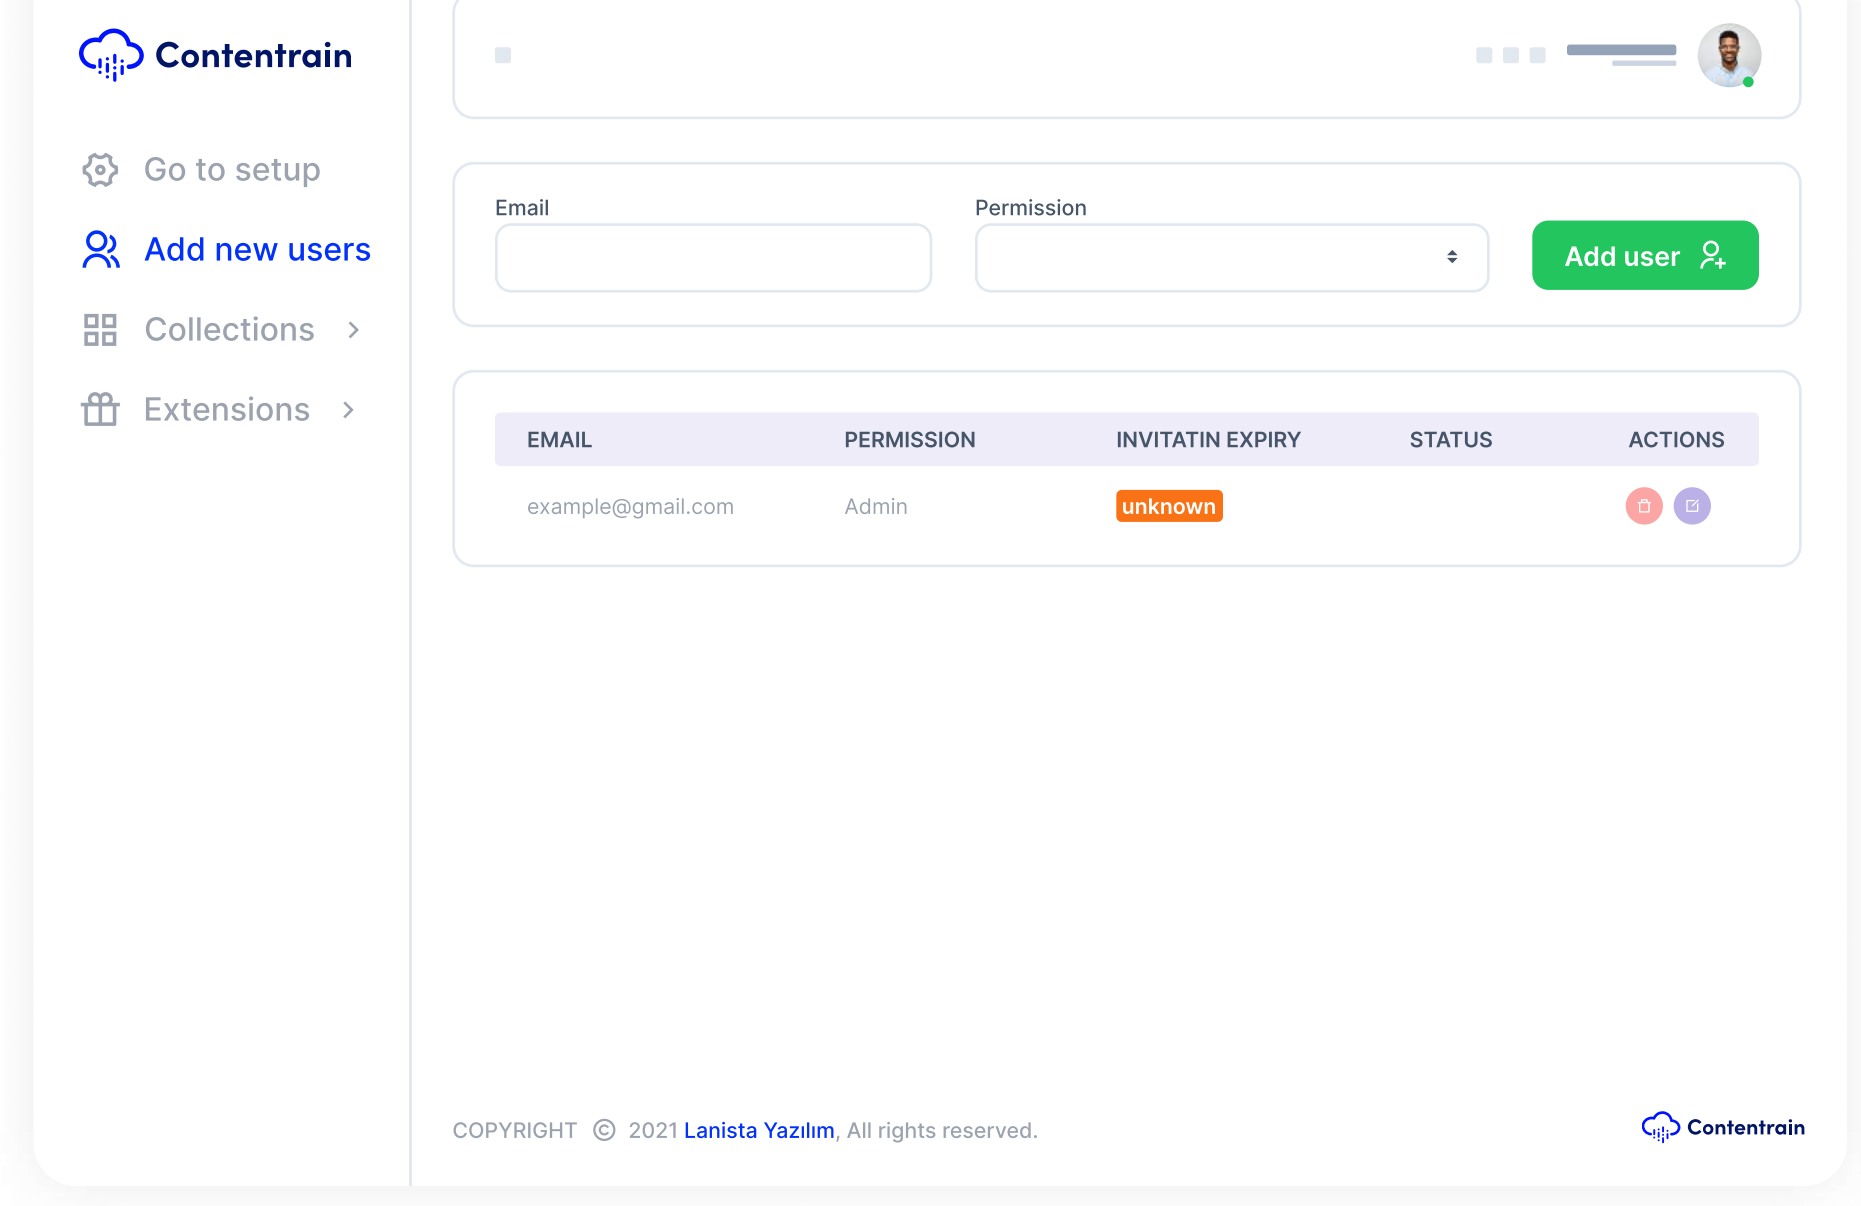 Contentrain
Go to setup
Add new users
Collections
Extensions
Email
Permission
Add user
EMAIL PERMISSION INVITATIN EXPIRY STATUS ACTIONS
example@gmail.com Admin unknown
COPYRIGHT © 2021 Lanista Yazılım, All rights reserved.
Contentrain